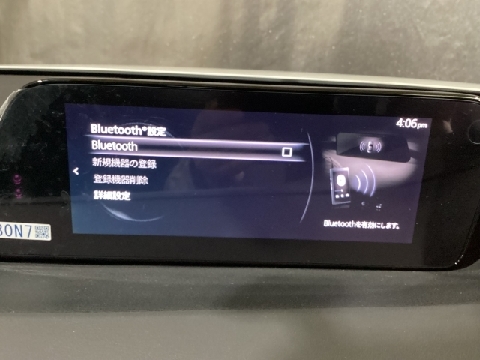 4:06pm
Bluetooth®設定
Bluetooth
新規機器の登録
登録機器削除
詳細設定
Bluetoothを有効にします。
30N7